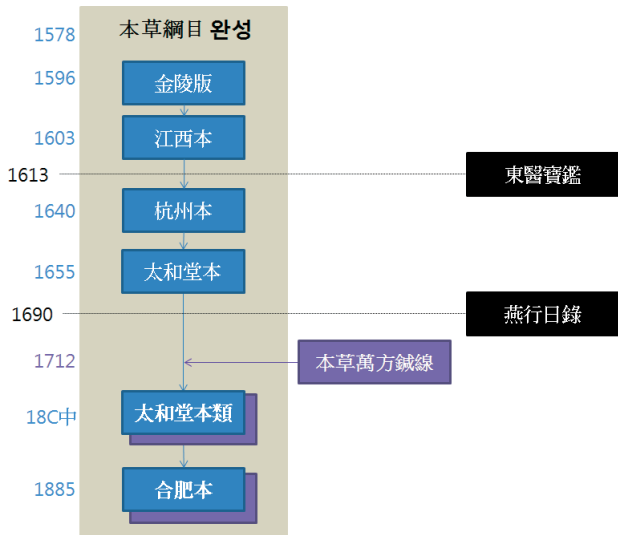 1578 本草綱目 완성
1596 金陵版
1603 江西本
1613 東醫寶鑑
1640 杭州本
1655 太和堂本
1690 燕行日錄
1712 本草萬方鍼線
18C中 太和堂本類
1885 合肥本